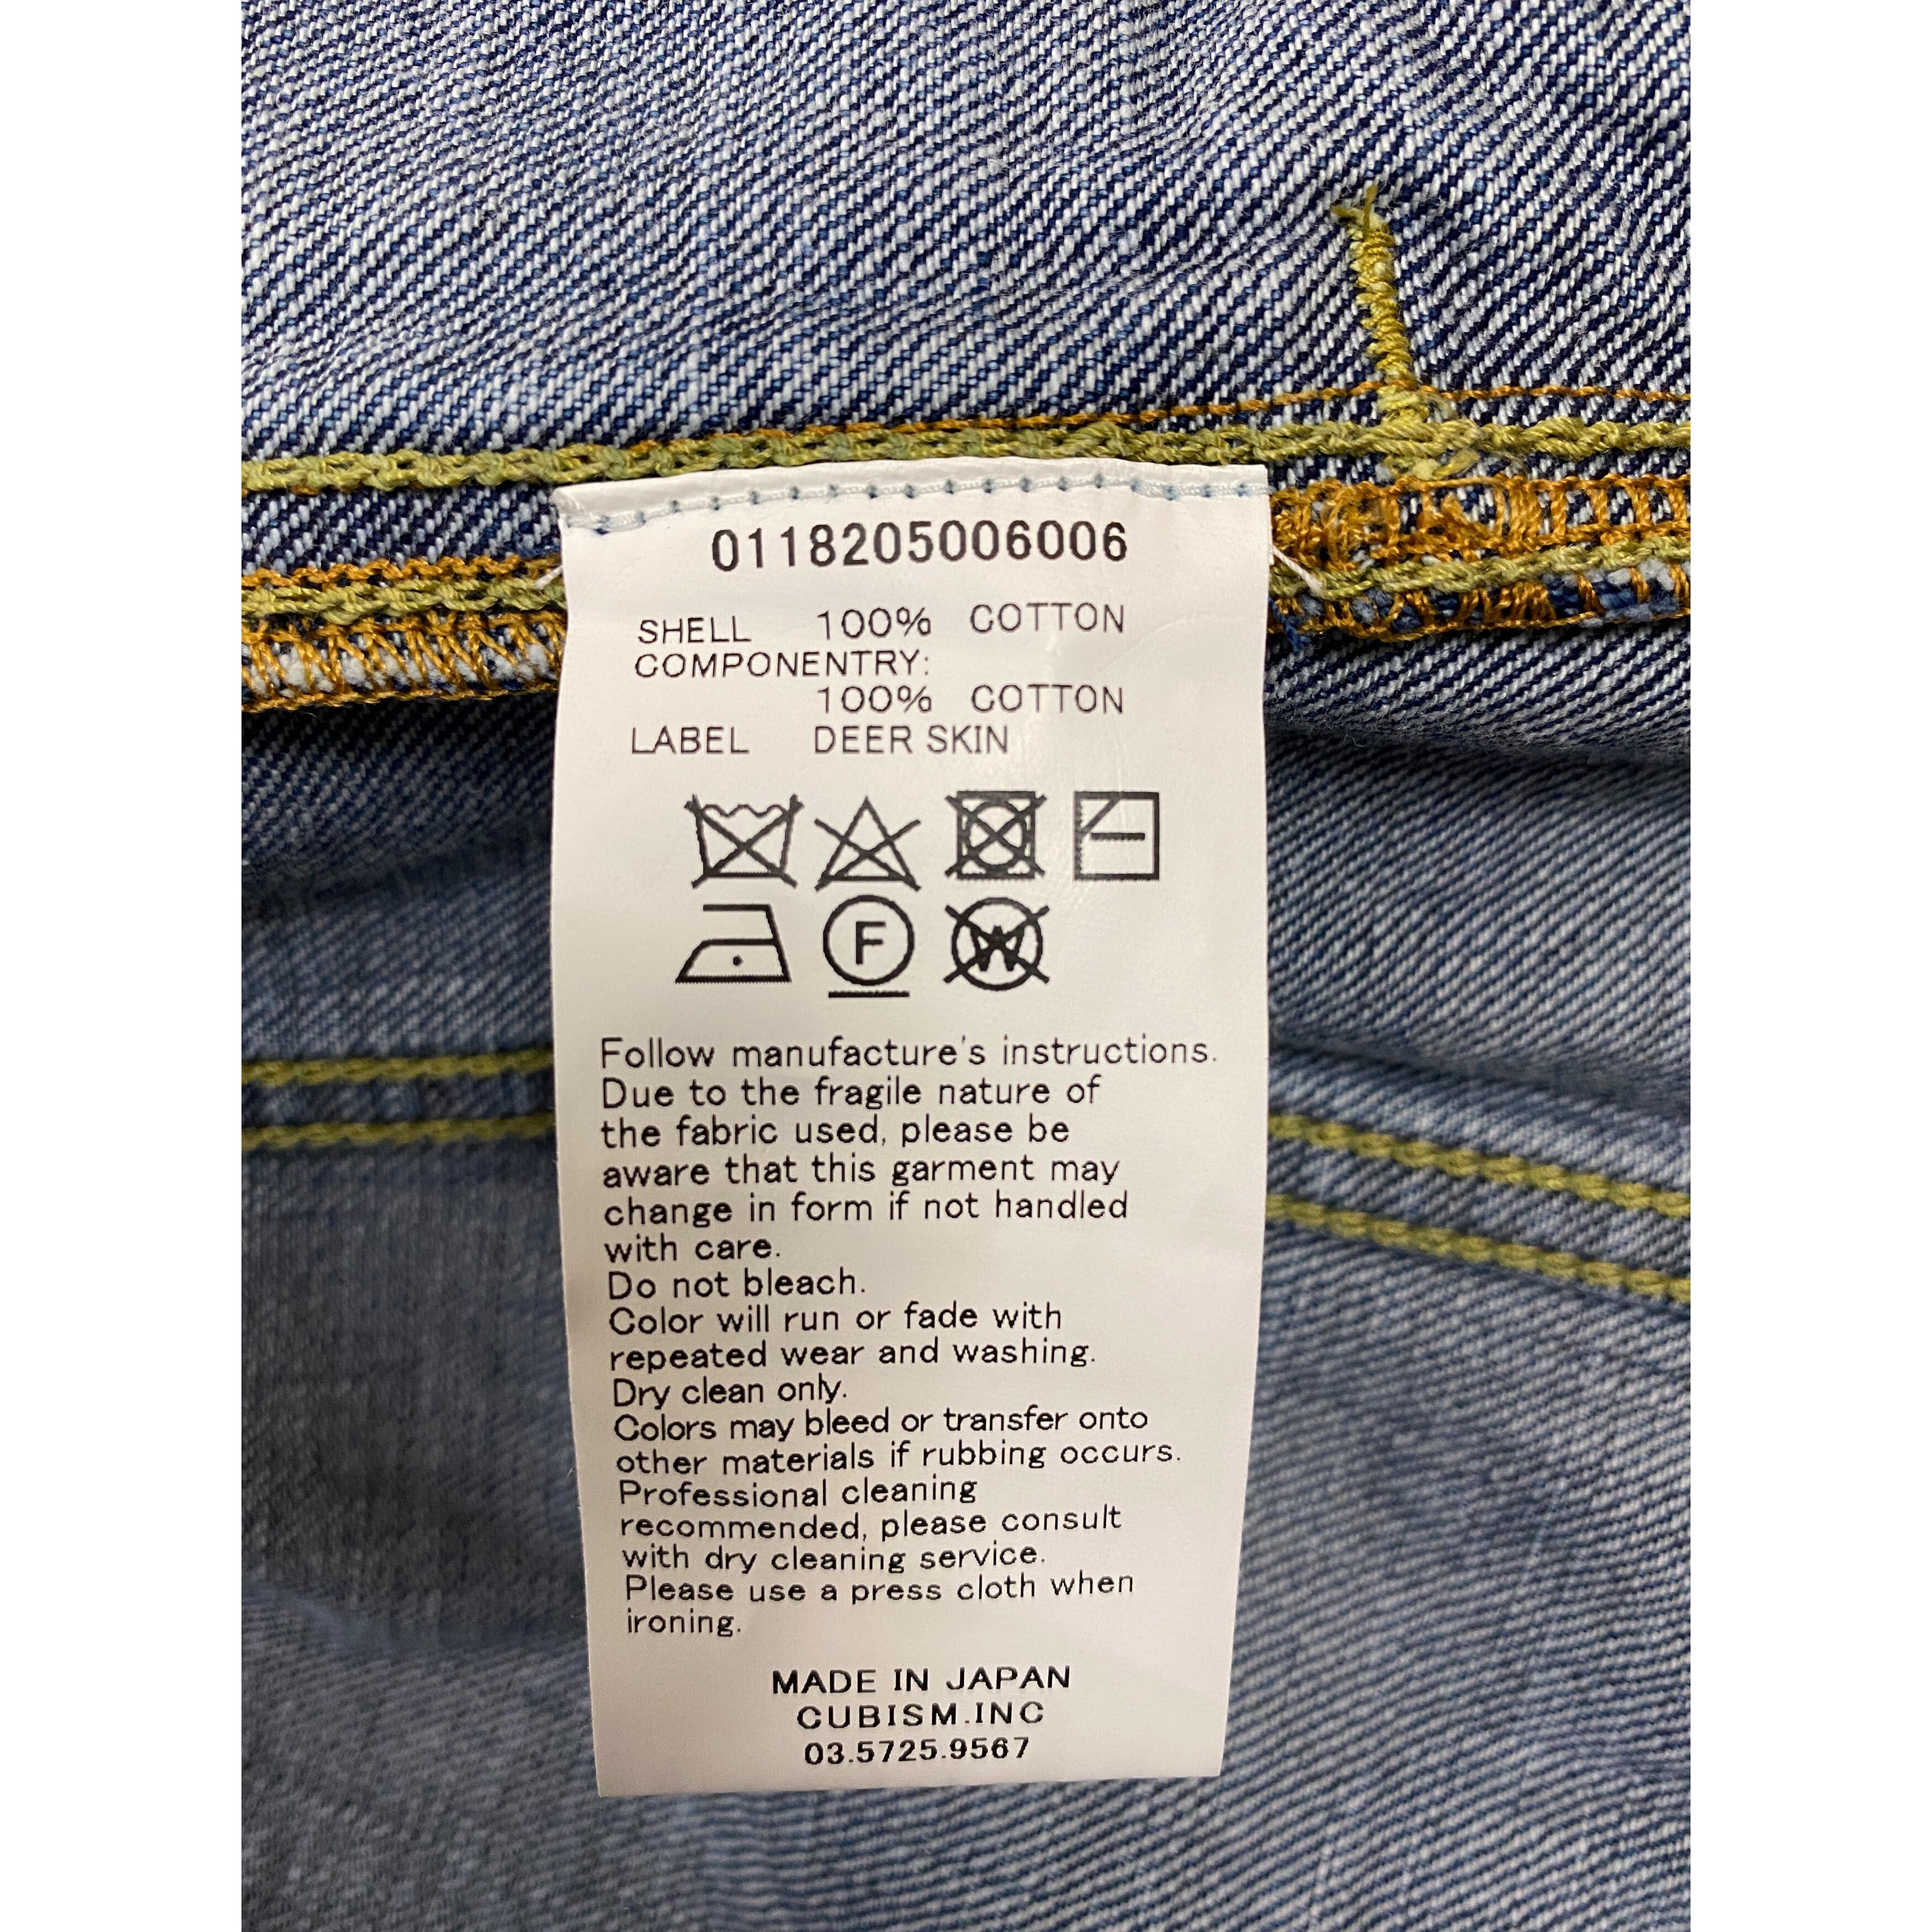 0118205006006
SHELL 100% COTTON
COMPONENTRY:
100% COTTON
LABEL DEER SKIN
F
W
Follow manufacture's instructions.
Due to the fragile nature of
the fabric used, please be
aware that this garment may
change in form if not handled
with care.
Do not bleach.
Color will run or fade with
repeated wear and washing.
Dry clean only.
Colors may bleed or transfer onto
other materials if rubbing occurs.
Professional cleaning
recommended, please consult
with dry cleaning service.
Please use a press cloth when
ironing.
MADE IN JAPAN
CUBISM.INC
03.5725.9567